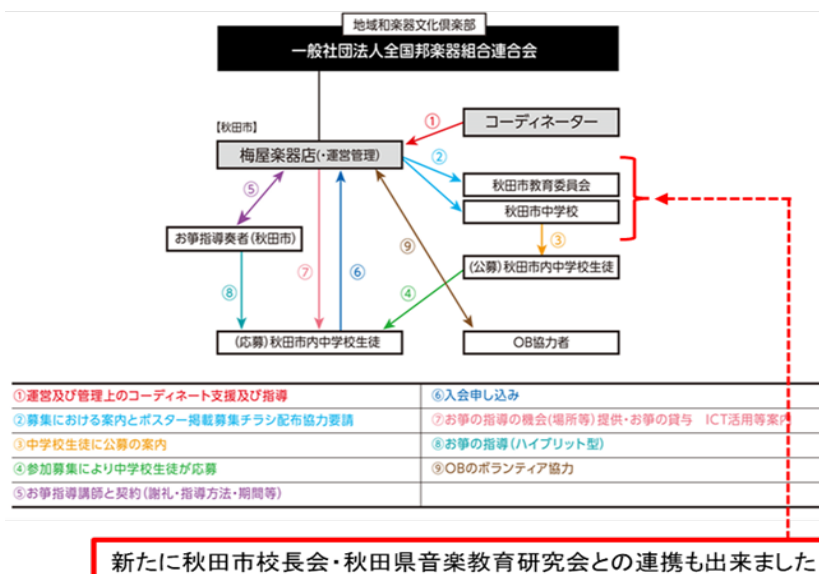 地域和楽器文化倶楽部
一般社団法人全国邦楽器組合連合会
【秋田市】
①
コーディネーター
梅屋楽器店(・運営管理)
②
秋田市教育委員会
⑤
秋田市中学校
お箏指導奏者(秋田市)
③
⑨
(公募)秋田市内中学校生徒
⑧
⑦
⑥
④
(応募)秋田市内中学校生徒
OB協力者
①運営及び管理上のコーディネート支援及び指導
⑥入会申し込み
②募集における案内とポスター掲載募集チラシ配布協力要請
⑦お箏の指導の機会(場所等)提供・お箏の貸与 ICT活用等案内
③中学校生徒に公募の案内
⑧お箏の指導(ハイブリット型)
④参加募集により中学校生徒が応募
⑨OBのボランティア協力
⑤お箏指導講師と契約(謝礼・指導方法・期間等)
新たに秋田市校長会・秋田県音楽教育研究会との連携も出来ました